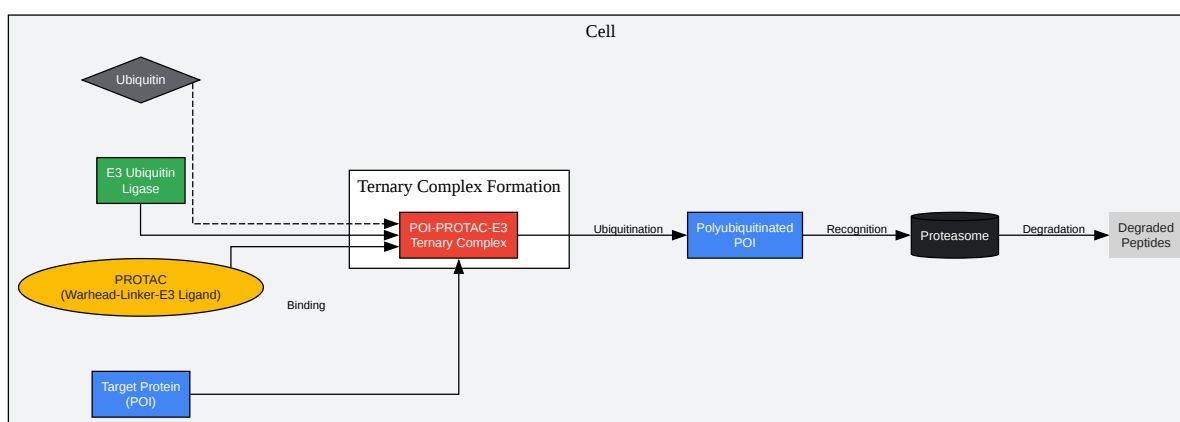 Cell
Ubiquitin
E3 Ubiquitin
Ligase
Ternary Complex Formation
POI-PROTAC-E3
Ternary Complex
Ubiquitination
Polyubiquitinated
POI
Recognition
Proteasome
Degradation
Degraded
Peptides
PROTAC
(Warhead-Linker-E3 Ligand)
Binding
Target Protein
(POI)